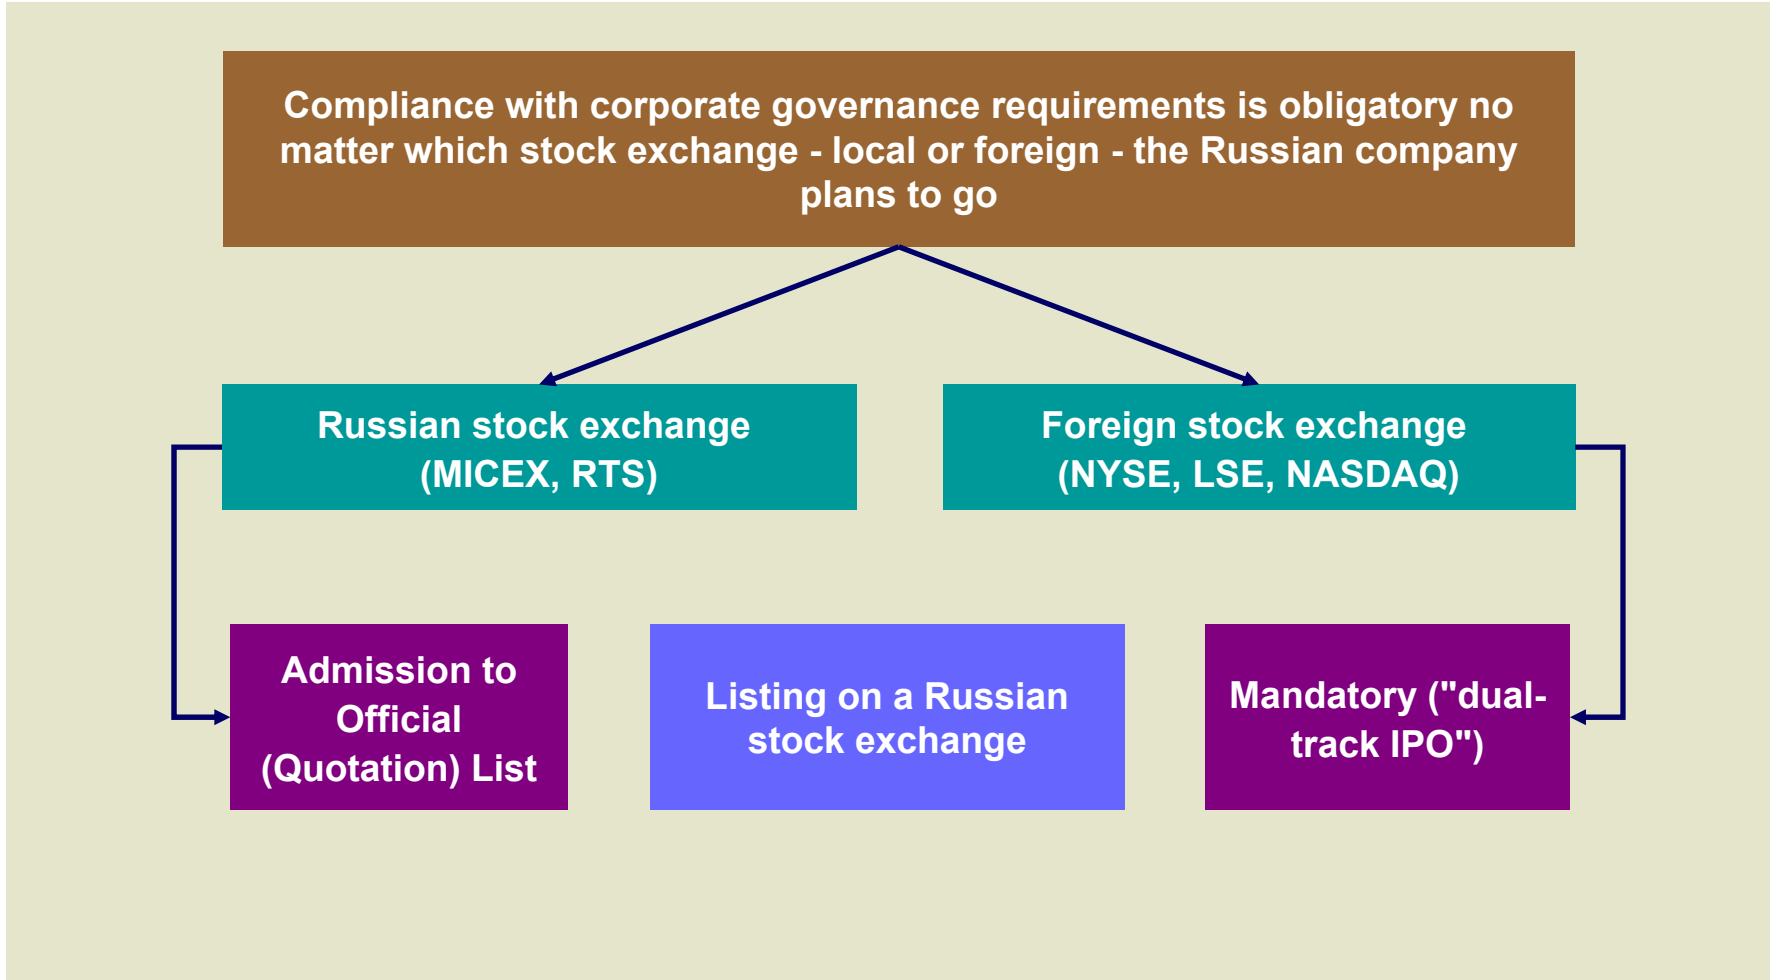 Compliance with corporate governance requirements is obligatory no
matter which stock exchange - local or foreign - the Russian company
plans to go
Russian stock exchange
(MICEX, RTS)
Foreign stock exchange
(NYSE, LSE, NASDAQ)
Admission to
Official
(Quotation) List
Listing on a Russian
stock exchange
Mandatory ("dual-
track IPO")